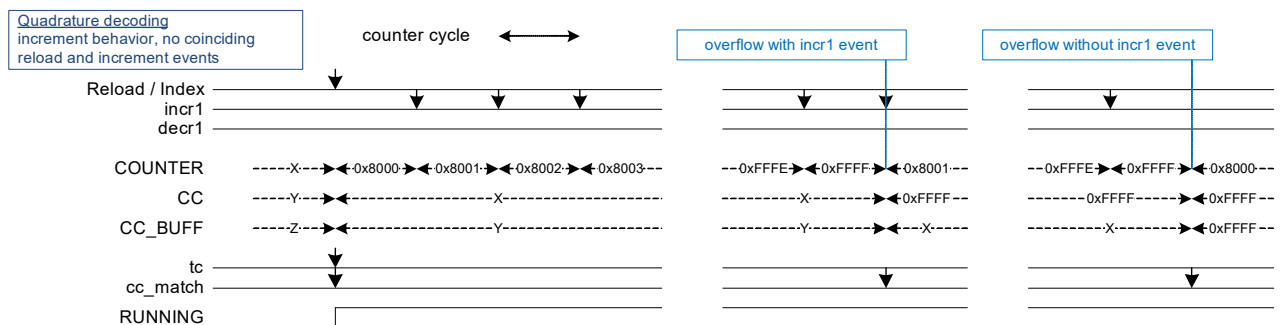 Quadrature decoding
increment behavior, no coinciding
reload and increment events
counter cycle
overflow with incr1 event
overflow without incr1 event
Reload / Index
incr1
decr1
COUNTER X 0x8000 0x8001 0x8002 0x8003 0xFFFE 0xFFFF 0x8001 0xFFFE 0xFFFF 0x8000
CC Y X X 0xFFFF 0xFFFF 0xFFFF
CC_BUFF Z Y Y X X 0xFFFF
tc
cc_match
RUNNING